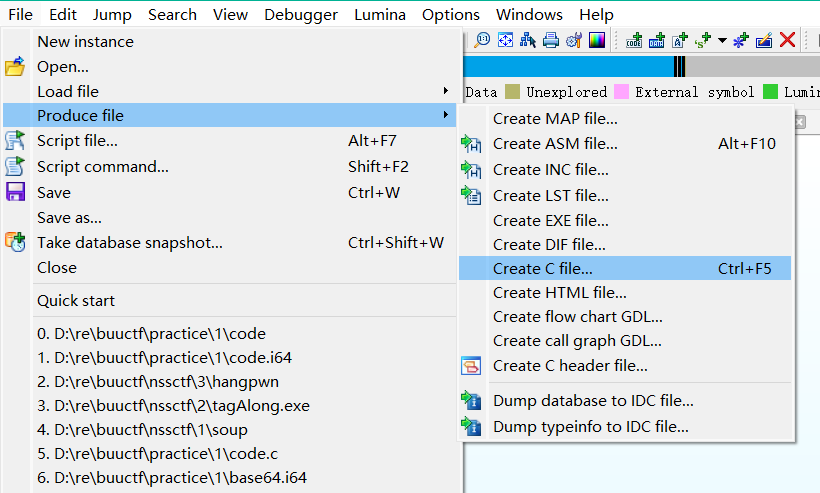 File Edit Jump Search View Debugger Lumina Options Windows Help
New instance
Open...
Load file
Produce file
Script file... Alt+F7
Script command... Shift+F2
Save Ctrl+W
Save as...
Take database snapshot... Ctrl+Shift+W
Close
Quick start
0. D:\re\buuctf\practice\1\code
1. D:\re\buuctf\practice\1\code.i64
2. D:\re\buuctf\nssctf\3\hangpwn
3. D:\re\buuctf\nssctf\2\tagAlong.exe
4. D:\re\buuctf\nssctf\1\soup
5. D:\re\buuctf\practice\1\code.c
6. D:\re\buuctf\practice\1\base64.i64
Data Unexplored External symbol Lumin
Create MAP file...
Create ASM file... Alt+F10
Create INC file...
Create LST file...
Create EXE file...
Create DIF file...
Create C file... Ctrl+F5
Create HTML file...
Create flow chart GDL...
Create call graph GDL...
Create C header file...
Dump database to IDC file...
Dump typeinfo to IDC file...